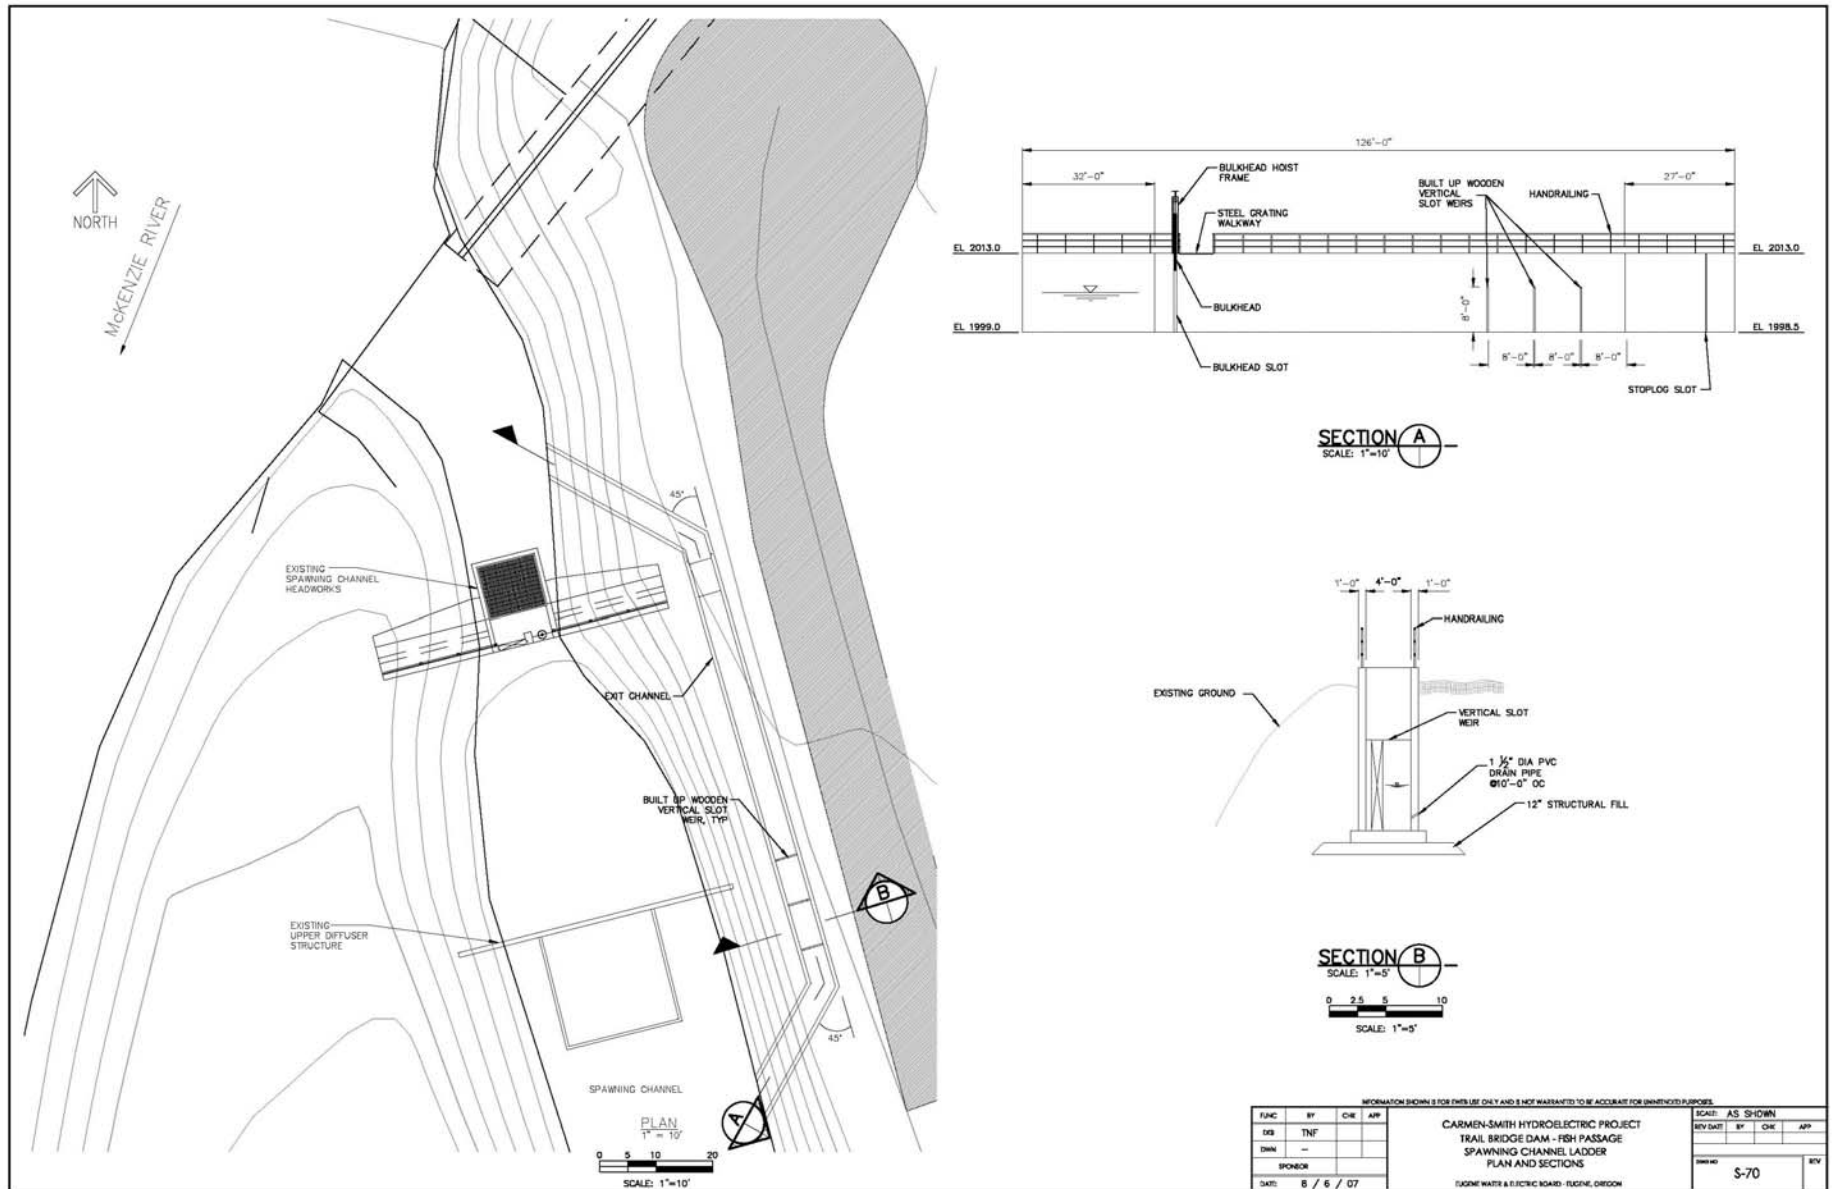 NORTH
McKENZIE RIVER
45°
EXISTING
SPAWNING CHANNEL
HEADWORKS
EXIT CHANNEL
BUILT UP WOODEN
VERTICAL SLOT
WEIR, TYP
B
EXISTING
UPPER DIFFUSER
STRUCTURE
45°
SPAWNING CHANNEL
A
PLAN
1" = 10'
0 5 10 20
SCALE: 1"=10'
126'-0"
32'-0"
27'-0"
BULKHEAD HOIST
FRAME
BUILT UP WOODEN
VERTICAL
SLOT WEIRS
HANDRAILING
STEEL GRATING
WALKWAY
EL 2013.0
EL 2013.0
BULKHEAD
8'-0"
EL 1999.0
EL 1998.5
8'-0" 8'-0" 8'-0"
BULKHEAD SLOT
STOPLOG SLOT
SECTION A
SCALE: 1"=10'
1'-0" 4'-0" 1'-0"
HANDRAILING
EXISTING GROUND
VERTICAL SLOT
WEIR
1 ½" DIA PVC
DRAIN PIPE
@10'-0" OC
12" STRUCTURAL FILL
SECTION B
SCALE: 1"=5'
0 2.5 5 10
SCALE: 1"=5'
INFORMATION SHOWN IS FOR EWEB USE ONLY AND IS NOT WARRANTED TO BE ACCURATE FOR UNINTENDED PURPOSES.
FUNC BY CHK APP
DES TNF
DWN --
SPONSOR
DATE: 8 / 6 / 07
CARMEN-SMITH HYDROELECTRIC PROJECT
TRAIL BRIDGE DAM - FISH PASSAGE
SPAWNING CHANNEL LADDER
PLAN AND SECTIONS
EUGENE WATER & ELECTRIC BOARD - EUGENE, OREGON
SCALE: AS SHOWN
REV DATE BY CHK APP
DWG NO
S-70
REV